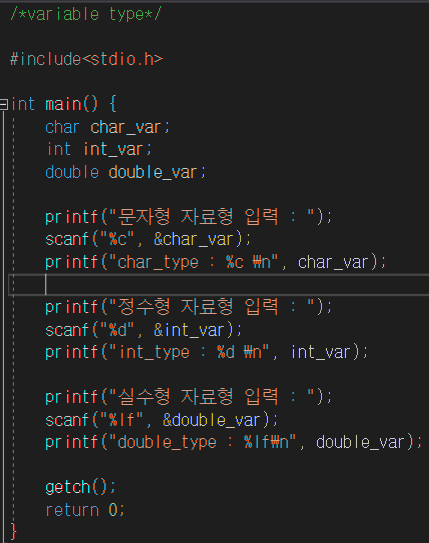 /*variable type*/
#include<stdio.h>
int main() {
char char_var;
int int_var;
double double_var;
printf("문자형 자료형 입력 : ");
scanf("%c", &char_var);
printf("char_type : %c ₩n", char_var);
printf("정수형 자료형 입력 : ");
scanf("%d", &int_var);
printf("int_type : %d ₩n", int_var);
printf("실수형 자료형 입력 : ");
scanf("%lf", &double_var);
printf("double_type : %lf₩n", double_var);
getch();
return 0;
}